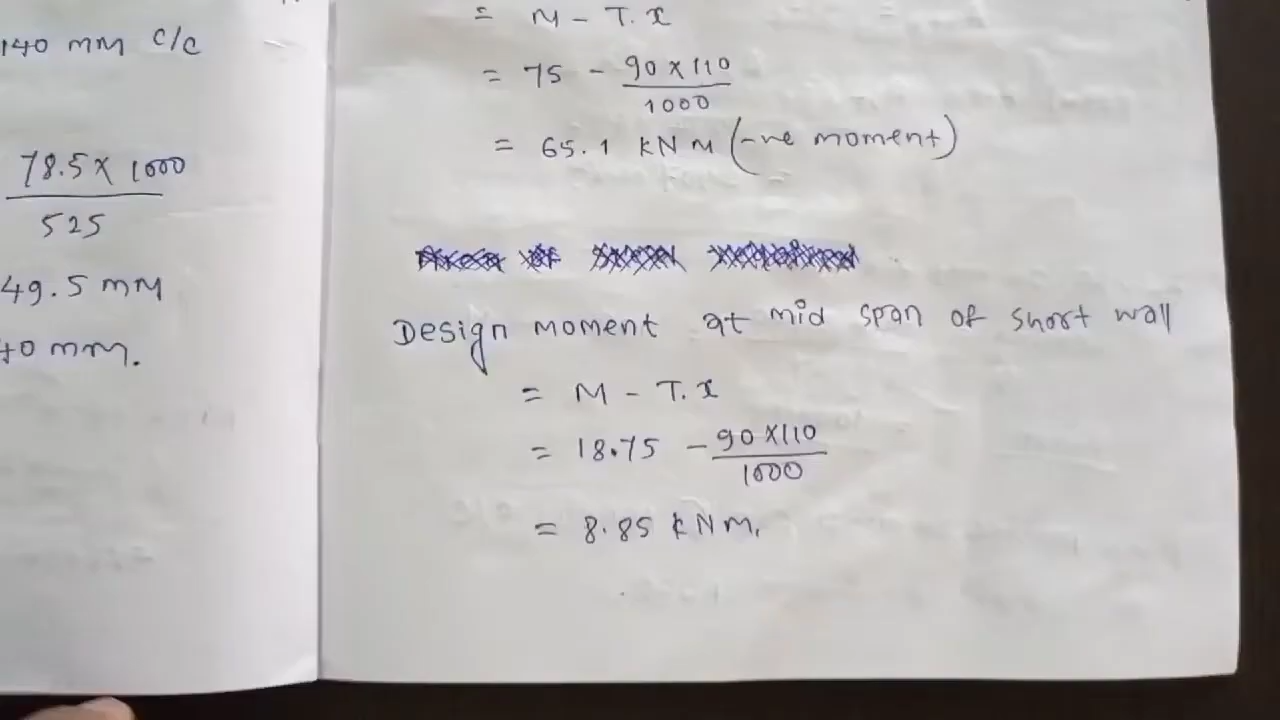 140 mm c/c
78.5 x 1000
525
49.5 mm
40 mm.
= M - T.x
= 75 - 90 x 110
1000
= 65.1 kNm (-ve moment)
Design moment at mid span of short wall
= M - T.x
= 18.75 - 90 x 110
1000
= 8.85 kNm.